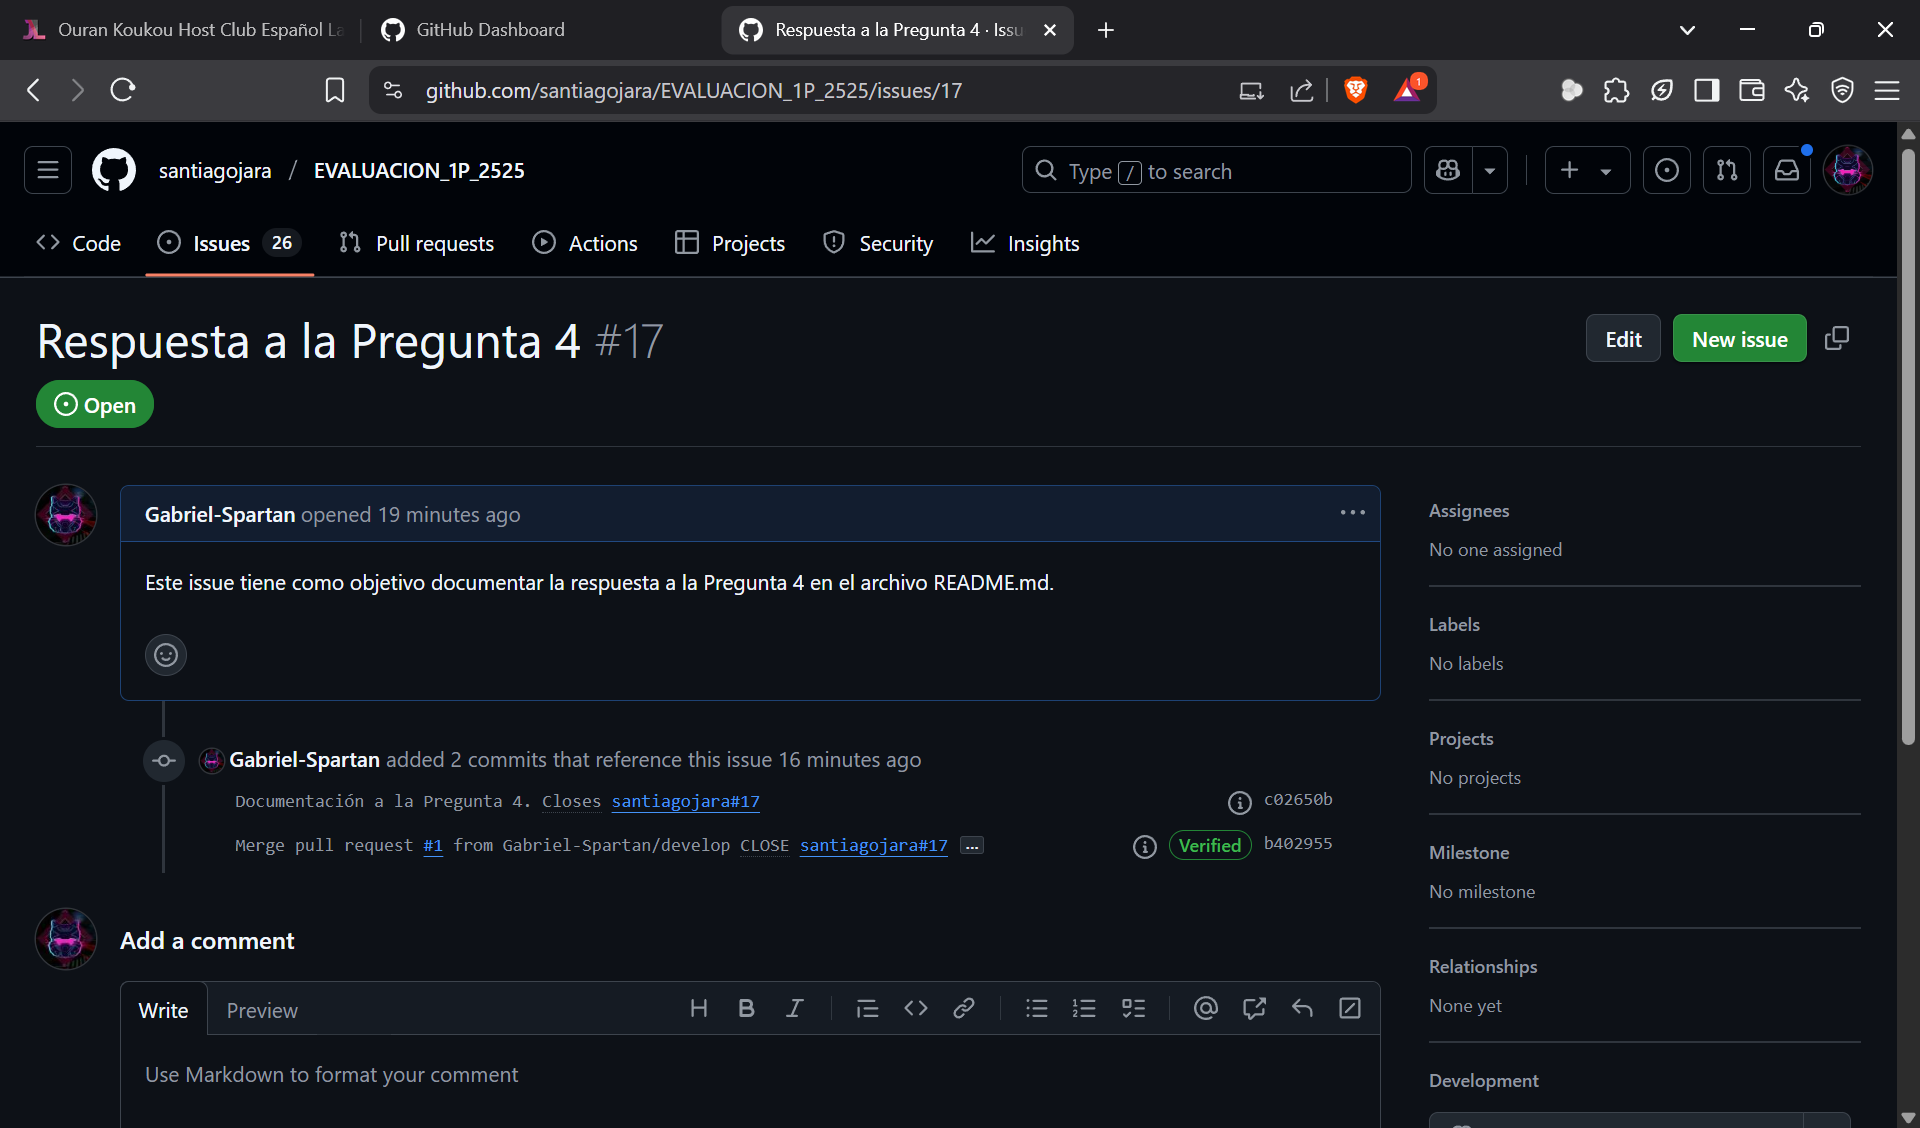 Ouran Koukou Host Club Español La
GitHub Dashboard
Respuesta a la Pregunta 4 · Issu
github.com/santiagojara/EVALUACION_1P_2525/issues/17
1
santiagojara / EVALUACION_1P_2525
Type / to search
Code
Issues 26
Pull requests
Actions
Projects
Security
Insights
Respuesta a la Pregunta 4 #17
Edit
New issue
Open
Gabriel-Spartan opened 19 minutes ago
Este issue tiene como objetivo documentar la respuesta a la Pregunta 4 en el archivo README.md.
Gabriel-Spartan added 2 commits that reference this issue 16 minutes ago
Documentación a la Pregunta 4. Closes santiagojara#17
c02650b
Merge pull request #1 from Gabriel-Spartan/develop CLOSE santiagojara#17 ...
Verified
b402955
Add a comment
Write
Preview
Use Markdown to format your comment
Assignees
No one assigned
Labels
No labels
Projects
No projects
Milestone
No milestone
Relationships
None yet
Development